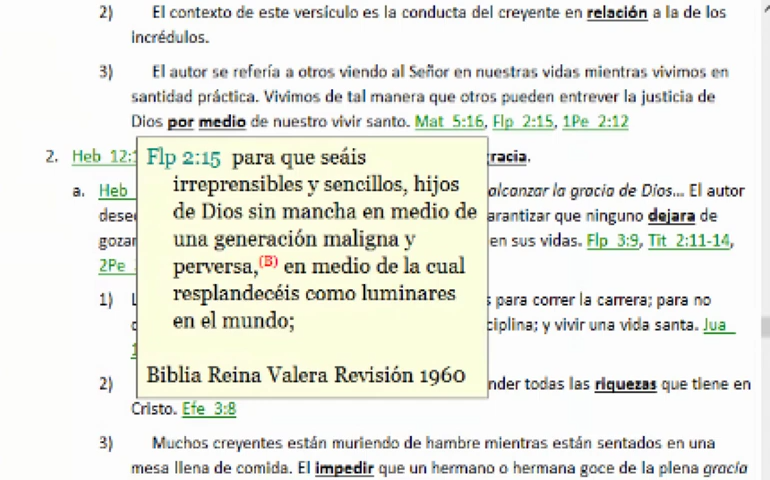 2) El contexto de este versículo es la conducta del creyente en relación a la de los
incrédulos.
3) El autor se refería a otros viendo al Señor en nuestras vidas mientras vivimos en
santidad práctica. Vivimos de tal manera que otros pueden entrever la justicia de
Dios por medio de nuestro vivir santo. Mat 5:16, Flp 2:15, 1Pe 2:12
2. Heb 12:1
Flp 2:15 para que seáis
irreprensibles y sencillos, hijos
de Dios sin mancha en medio de
una generación maligna y
perversa,(B) en medio de la cual
resplandecéis como luminares
en el mundo;
Biblia Reina Valera Revisión 1960
racia.
a. Heb alcanzar la gracia de Dios... El autor
dese arantizar que ninguno dejara de
goza en sus vidas. Flp 3:9, Tit 2:11-14,
2Pe
1) para correr la carrera; para no
ciplina; y vivir una vida santa. Jua
2) nder todas las riquezas que tiene en
Cristo. Efe 3:8
3) Muchos creyentes están muriendo de hambre mientras están sentados en una
mesa llena de comida. El impedir que un hermano o hermana goce de la plena gracia